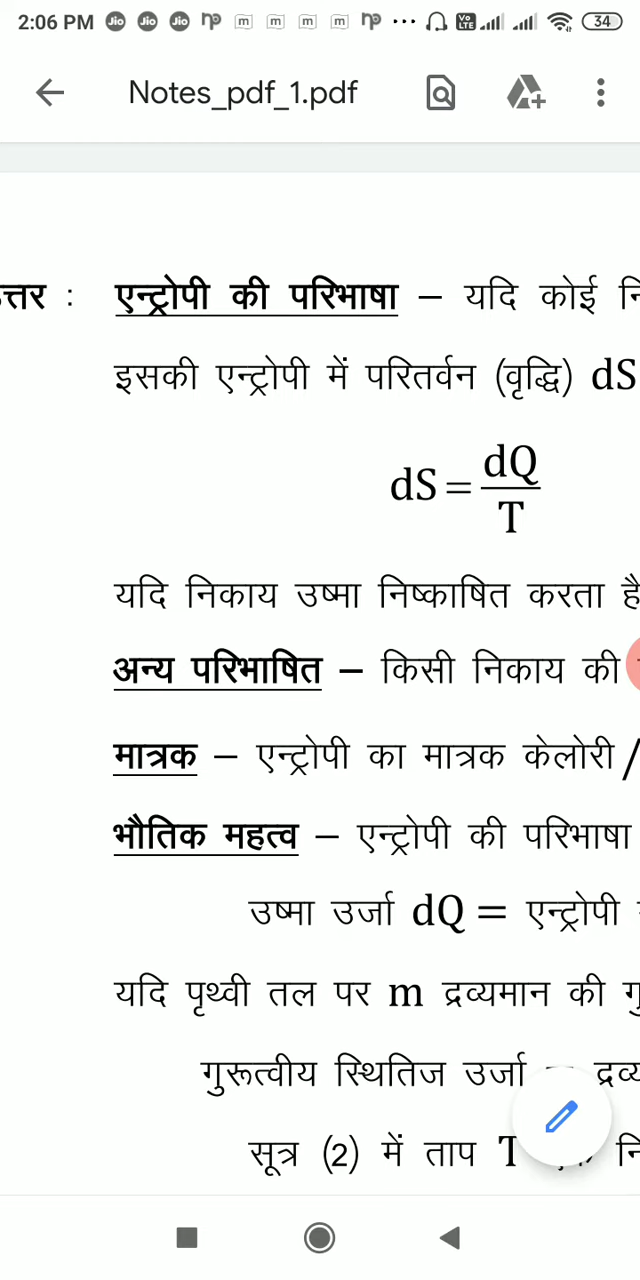 2:06 PM 34
Notes_pdf_1.pdf
त्तर : एन्ट्रोपी की परिभाषा – यदि कोई नि
इसकी एन्ट्रोपी में परितर्वन (वृद्धि) dS
dS = dQ
T
यदि निकाय उष्मा निष्काषित करता है
अन्य परिभाषित – किसी निकाय की
मात्रक – एन्ट्रोपी का मात्रक केलोरी /
भौतिक महत्व – एन्ट्रोपी की परिभाषा
उष्मा उर्जा dQ = एन्ट्रोपी
यदि पृथ्वी तल पर m द्रव्यमान की गु
गुरूत्वीय स्थितिज उर्जा द्रव्य
सूत्र (2) में ताप T नि